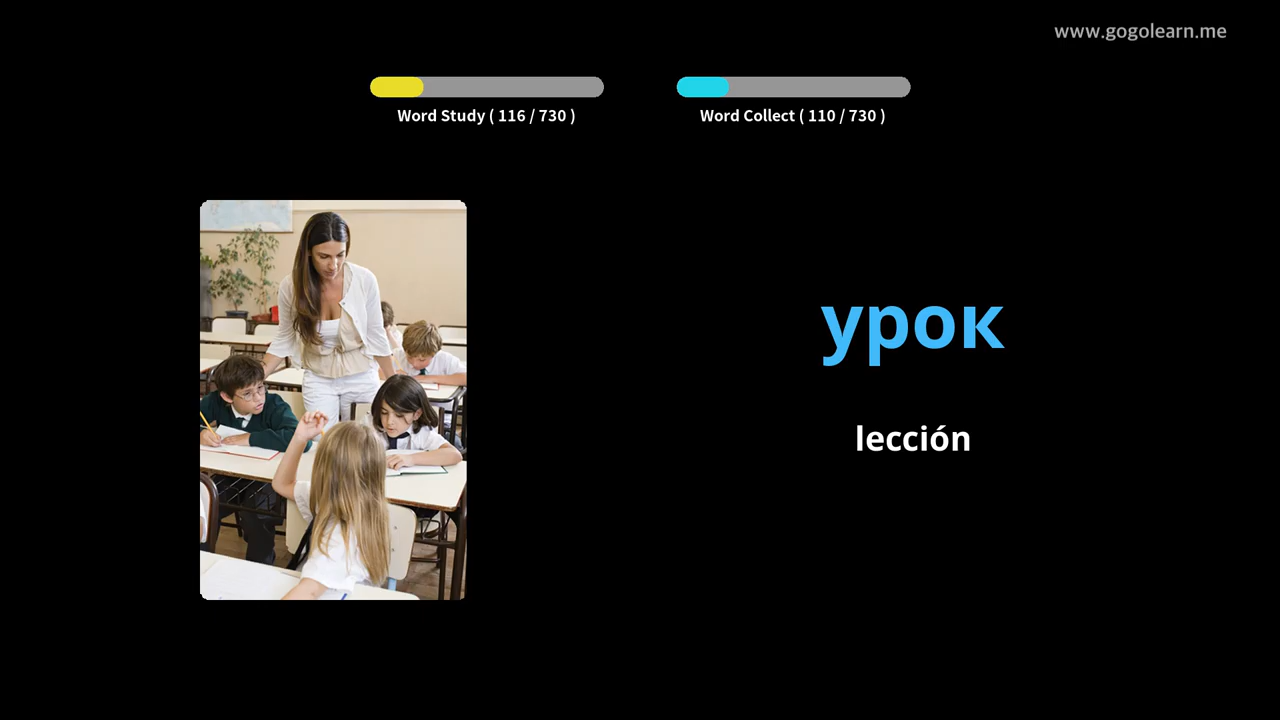 www.gogolearn.me
Word Study ( 116 / 730 )
Word Collect ( 110 / 730 )
урок
lección